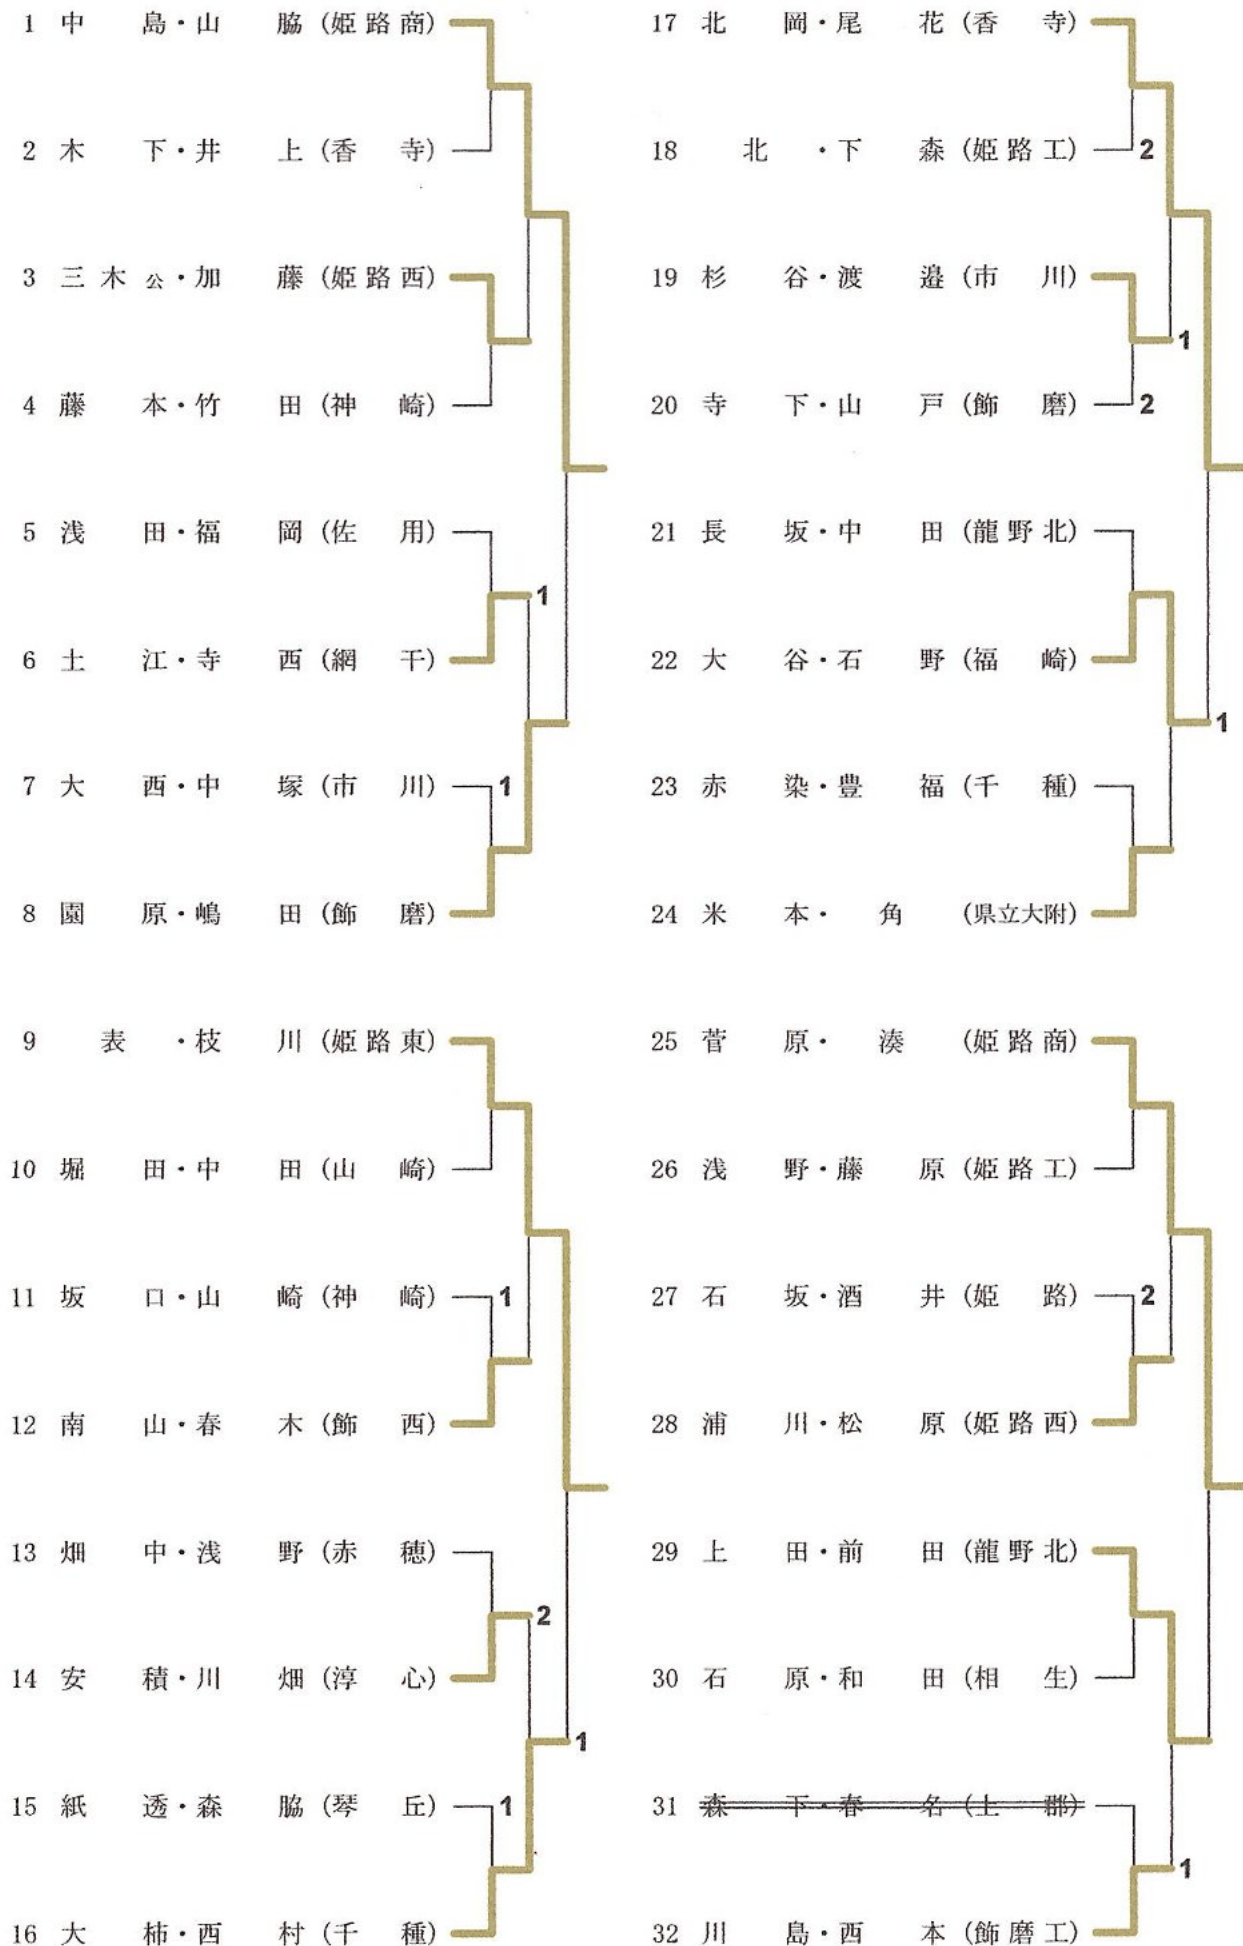 1 中島・山脇(姫路商)
2 木下・井上(香寺)
3 三木公・加藤(姫路西)
4 藤本・竹田(神崎)
5 浅田・福岡(佐用)
1
6 土江・寺西(網干)
7 大西・中塚(市川) 1
8 園原・嶋田(飾磨)
9 表・枝川(姫路東)
10 堀田・中田(山崎)
11 坂口・山崎(神崎) 1
12 南山・春木(飾西)
13 畑中・浅野(赤穂)
2
14 安積・川畑(淳心)
1
15 紙透・森脇(琴丘) 1
16 大柿・西村(千種)
17 北岡・尾花(香寺)
18 北・下森(姫路工) 2
19 杉谷・渡邉(市川)
1
20 寺下・山戸(飾磨) 2
21 長坂・中田(龍野北)
22 大谷・石野(福崎)
1
23 赤染・豊福(千種)
24 米本・角(県立大附)
25 菅原・湊(姫路商)
26 浅野・藤原(姫路工)
27 石坂・酒井(姫路) 2
28 浦川・松原(姫路西)
29 上田・前田(龍野北)
30 石原・和田(相生)
31 森下・春名(上郡)
1
32 川島・西本(飾磨工)